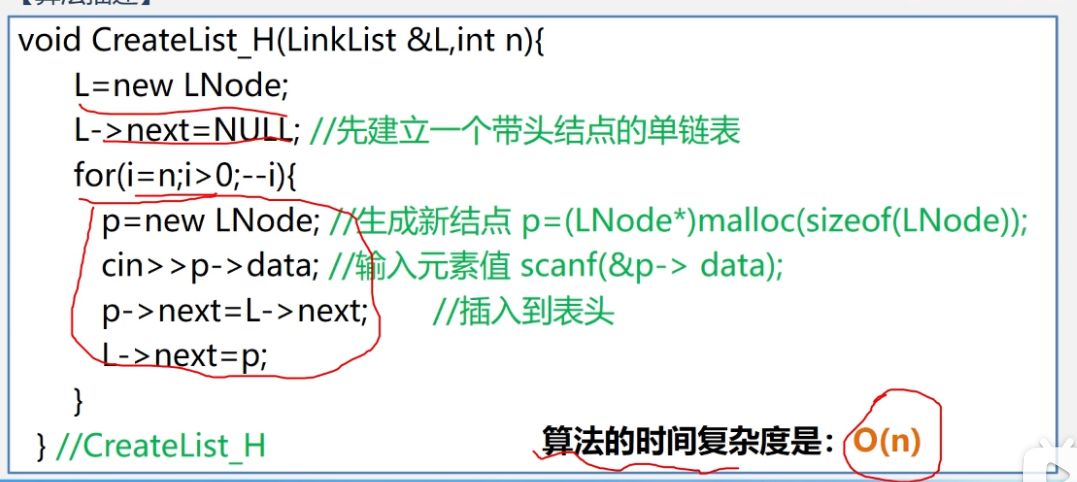 【算法描述】
void CreateList_H(LinkList &L,int n){
L=new LNode;
L->next=NULL; //先建立一个带头结点的单链表
for(i=n;i>0;--i){
p=new LNode; //生成新结点 p=(LNode*)malloc(sizeof(LNode));
cin>>p->data; //输入元素值 scanf(&p-> data);
p->next=L->next; //插入到表头
L->next=p;
}
} //CreateList_H
算法的时间复杂度是：O(n)